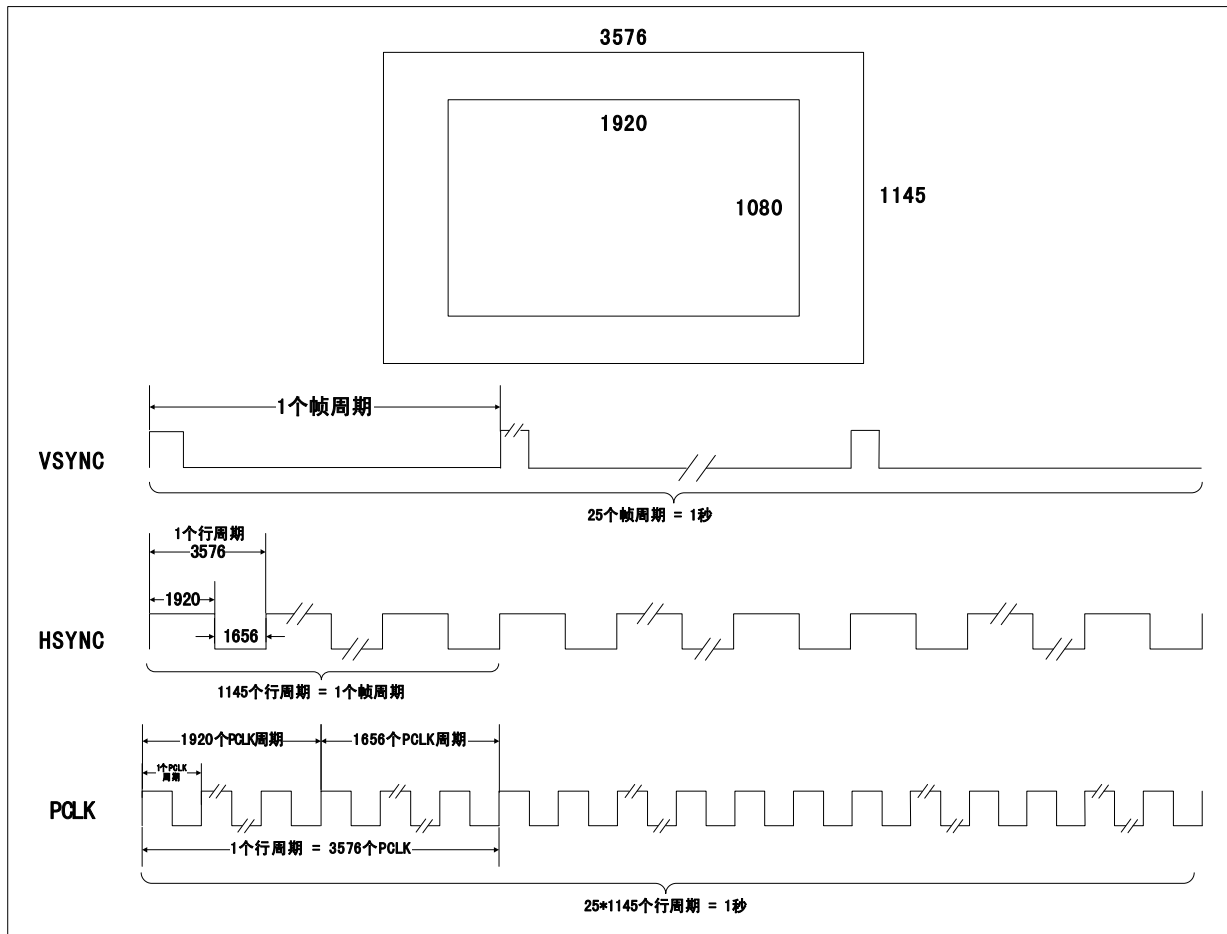 3576
1920
1080
1145
1个帧周期
VSYNC
25个帧周期 = 1秒
1个行周期
3576
1920
1656
HSYNC
1145个行周期 = 1个帧周期
1920个PCLK周期
1656个PCLK周期
1个PCLK
周期
PCLK
1个行周期 = 3576个PCLK
25*1145个行周期 = 1秒